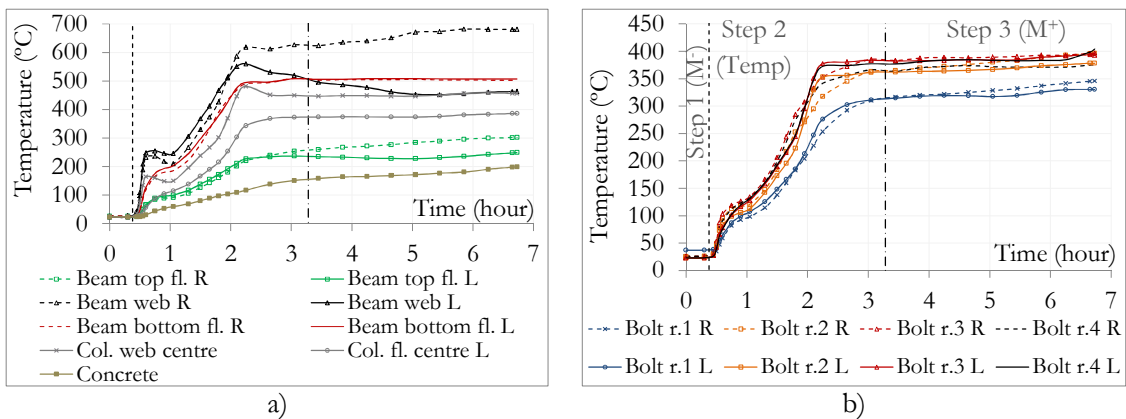 Temperature (ºC)
700
600
500
400
300
200
100
0
0 1 2 3 4 5 6 7
Time (hour)
Beam top fl. R
Beam top fl. L
Beam web R
Beam web L
Beam bottom fl. R
Beam bottom fl. L
Col. web centre
Col. fl. centre L
Concrete
a)
Temperature (ºC)
450
400
350
300
250
200
150
100
50
0
Step 1 (M-)
Step 2
(Temp)
Step 3 (M+)
0 1 2 3 4 5 6 7
Time (hour)
Bolt r.1 R
Bolt r.2 R
Bolt r.3 R
Bolt r.4 R
Bolt r.1 L
Bolt r.2 L
Bolt r.3 L
Bolt r.4 L
b)